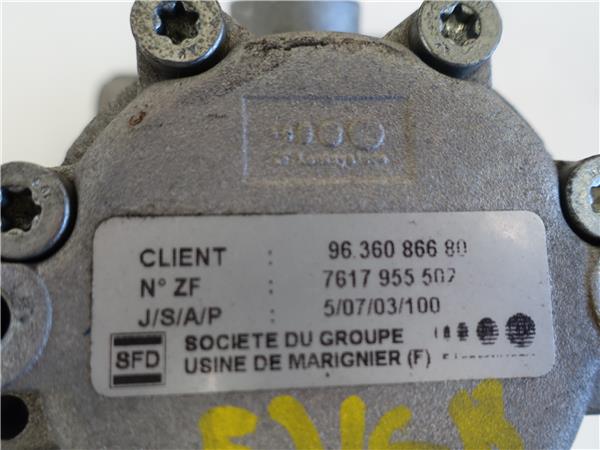 CLIENT : 96.360 866 80
N° ZF : 7617 955 502
J/S/A/P : 5/07/03/100
SFD SOCIETE DU GROUPE
USINE DE MARIGNIER (F)